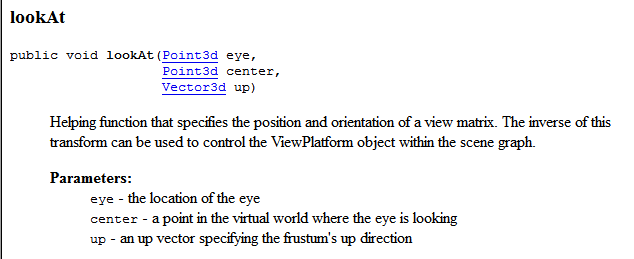 lookAt
public void lookAt(Point3d eye,
Point3d center,
Vector3d up)
Helping function that specifies the position and orientation of a view matrix. The inverse of this
transform can be used to control the ViewPlatform object within the scene graph.
Parameters:
eye - the location of the eye
center - a point in the virtual world where the eye is looking
up - an up vector specifying the frustum's up direction